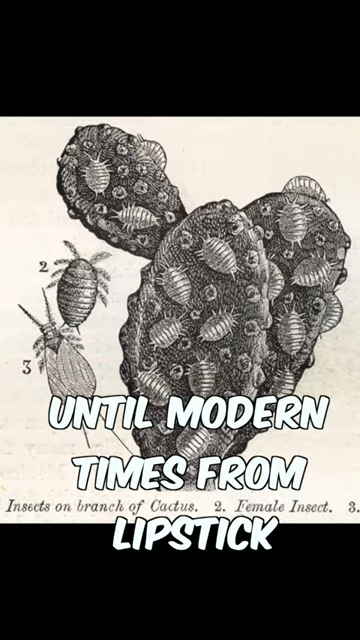 2
3
UNTIL MODERN
TIMES FROM
Insects on branch of Cactus. 2. Female Insect. 3.
LIPSTICK